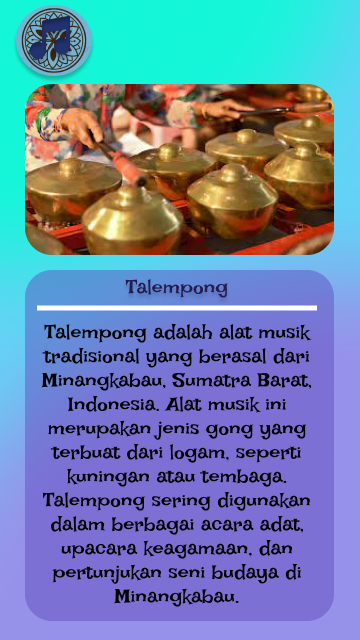 Talempong
Talempong adalah alat musik
tradisional yang berasal dari
Minangkabau, Sumatra Barat,
Indonesia. Alat musik ini
merupakan jenis gong yang
terbuat dari logam, seperti
kuningan atau tembaga.
Talempong sering digunakan
dalam berbagai acara adat,
upacara keagamaan, dan
pertunjukan seni budaya di
Minangkabau.